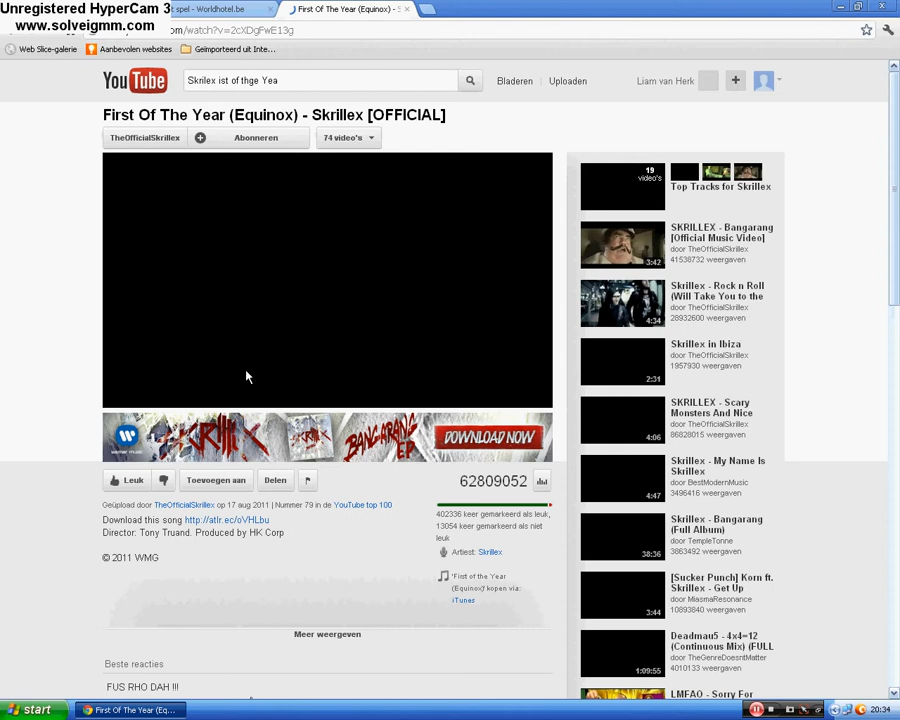 Unregistered HyperCam 3
www.solveigmm.com
spel - Worldhotel.be
First Of The Year (Equinox) - S
om/watch?v=2cXDgFwE13g
Web Slice-galerie
Aanbevolen websites
Geïmporteerd uit Inte...
YouTube
Skrilex ist of thge Yea
Bladeren
Uploaden
Liam van Herk
First Of The Year (Equinox) - Skrillex [OFFICIAL]
TheOfficialSkrillex
Abonneren
74 video's
SKRILLEX
BANGARANG EP
DOWNLOAD NOW
warner music
Leuk
Toevoegen aan
Delen
62809052
Geüpload door TheOfficialSkrillex op 17 aug 2011 | Nummer 79 in de YouTube top 100
Download this song http://atlr.ec/oVHLbu
Director: Tony Truand. Produced by HK Corp
© 2011 WMG
402336 keer gemarkeerd als leuk,
13054 keer gemarkeerd als niet
leuk
Artiest: Skrillex
'First of the Year
(Equinox)' kopen via:
iTunes
Meer weergeven
Beste reacties
FUS RHO DAH !!!
19
video's
Top Tracks for Skrillex
SKRILLEX - Bangarang
[Official Music Video]
door TheOfficialSkrillex
41538732 weergaven
3:42
Skrillex - Rock n Roll
(Will Take You to the
door TheOfficialSkrillex
28932600 weergaven
4:34
Skrillex in Ibiza
door TheOfficialSkrillex
1957930 weergaven
2:31
SKRILLEX - Scary
Monsters And Nice
door TheOfficialSkrillex
86828015 weergaven
4:06
Skrillex - My Name Is
Skrillex
door BestModernMusic
3496416 weergaven
4:47
Skrillex - Bangarang
(Full Album)
door TempleTonne
3863492 weergaven
38:36
[Sucker Punch] Korn ft.
Skrillex - Get Up
door MiasmaResonance
10893840 weergaven
3:44
Deadmau5 - 4x4=12
(Continuous Mix) (FULL
door TheGenreDoesntMatter
4010133 weergaven
1:09:55
LMFAO - Sorry For
start
First Of The Year (Eq...
20:34